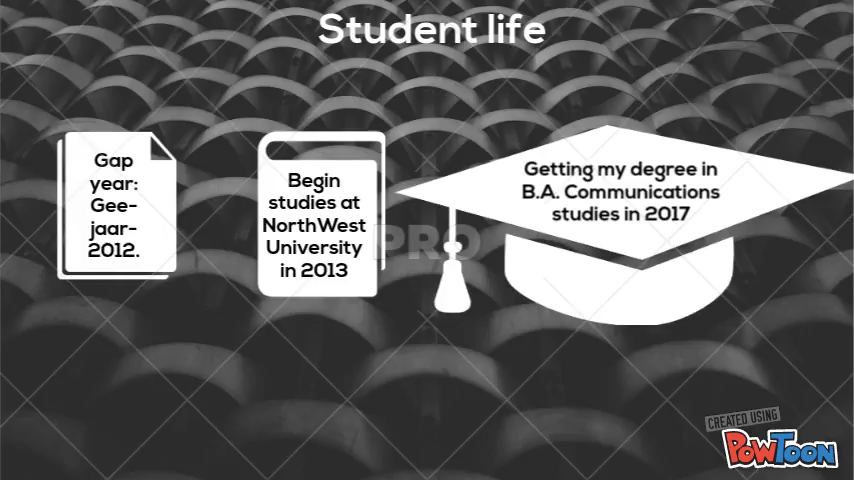 Student life
Gap
year:
Gee-
jaar-
2012.
Begin
studies at
NorthWest
University
in 2013
Getting my degree in
B.A. Communications
studies in 2017
PRO
CREATED USING
POWTOON